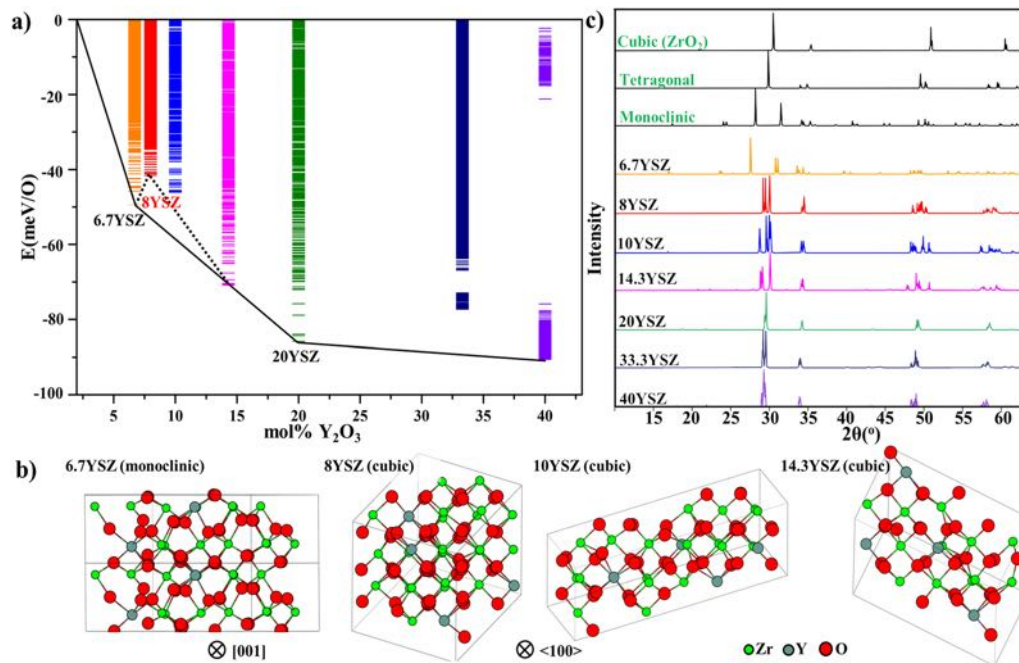 a)
E(meV/O)
0
-20
-40
-60
-80
-100
6.7YSZ
8YSZ
20YSZ
5 10 15 20 25 30 35 40
mol% Y₂O₃
c)
Intensity
Cubic (ZrO₂)
Tetragonal
Monocljnic
6.7YSZ
8YSZ
10YSZ
14.3YSZ
20YSZ
33.3YSZ
40YSZ
15 20 25 30 35 40 45 50 55 60
2θ(°)
b)
6.7YSZ (monoclinic) 8YSZ (cubic) 10YSZ (cubic) 14.3YSZ (cubic)
[001] <100> Zr Y O